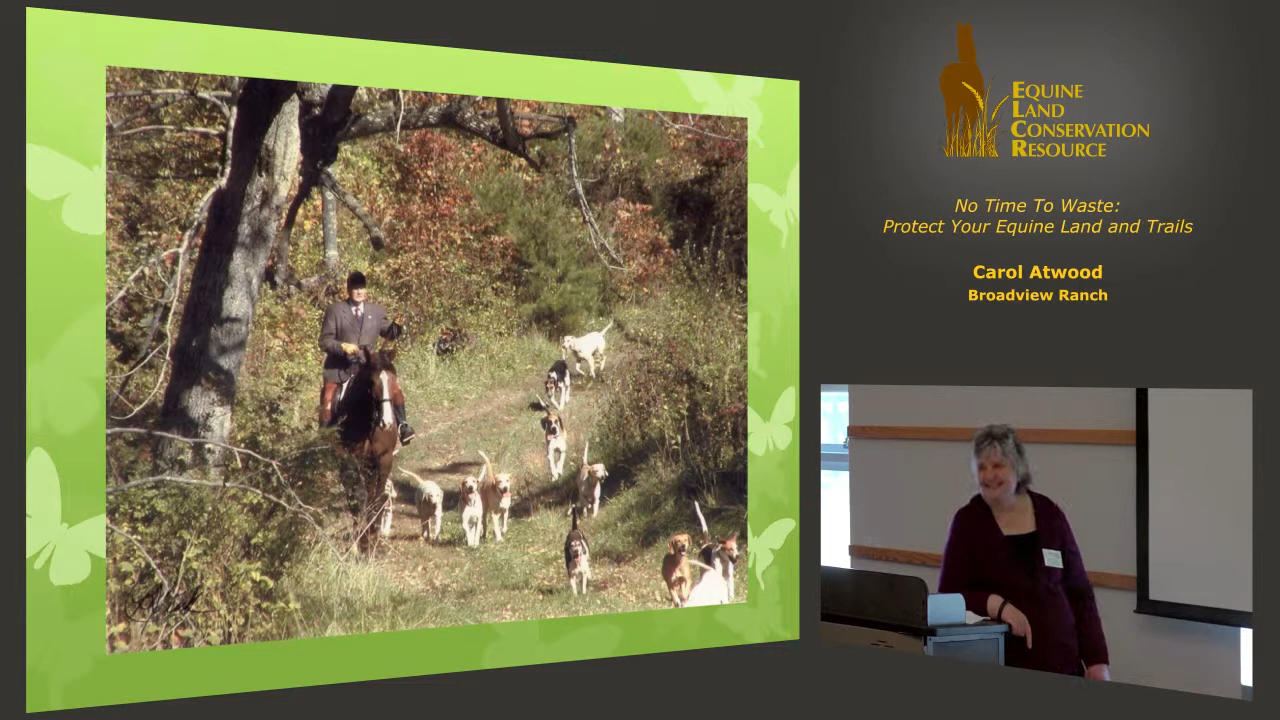 EQUINE
LAND
CONSERVATION
RESOURCE
No Time To Waste:
Protect Your Equine Land and Trails
Carol Atwood
Broadview Ranch